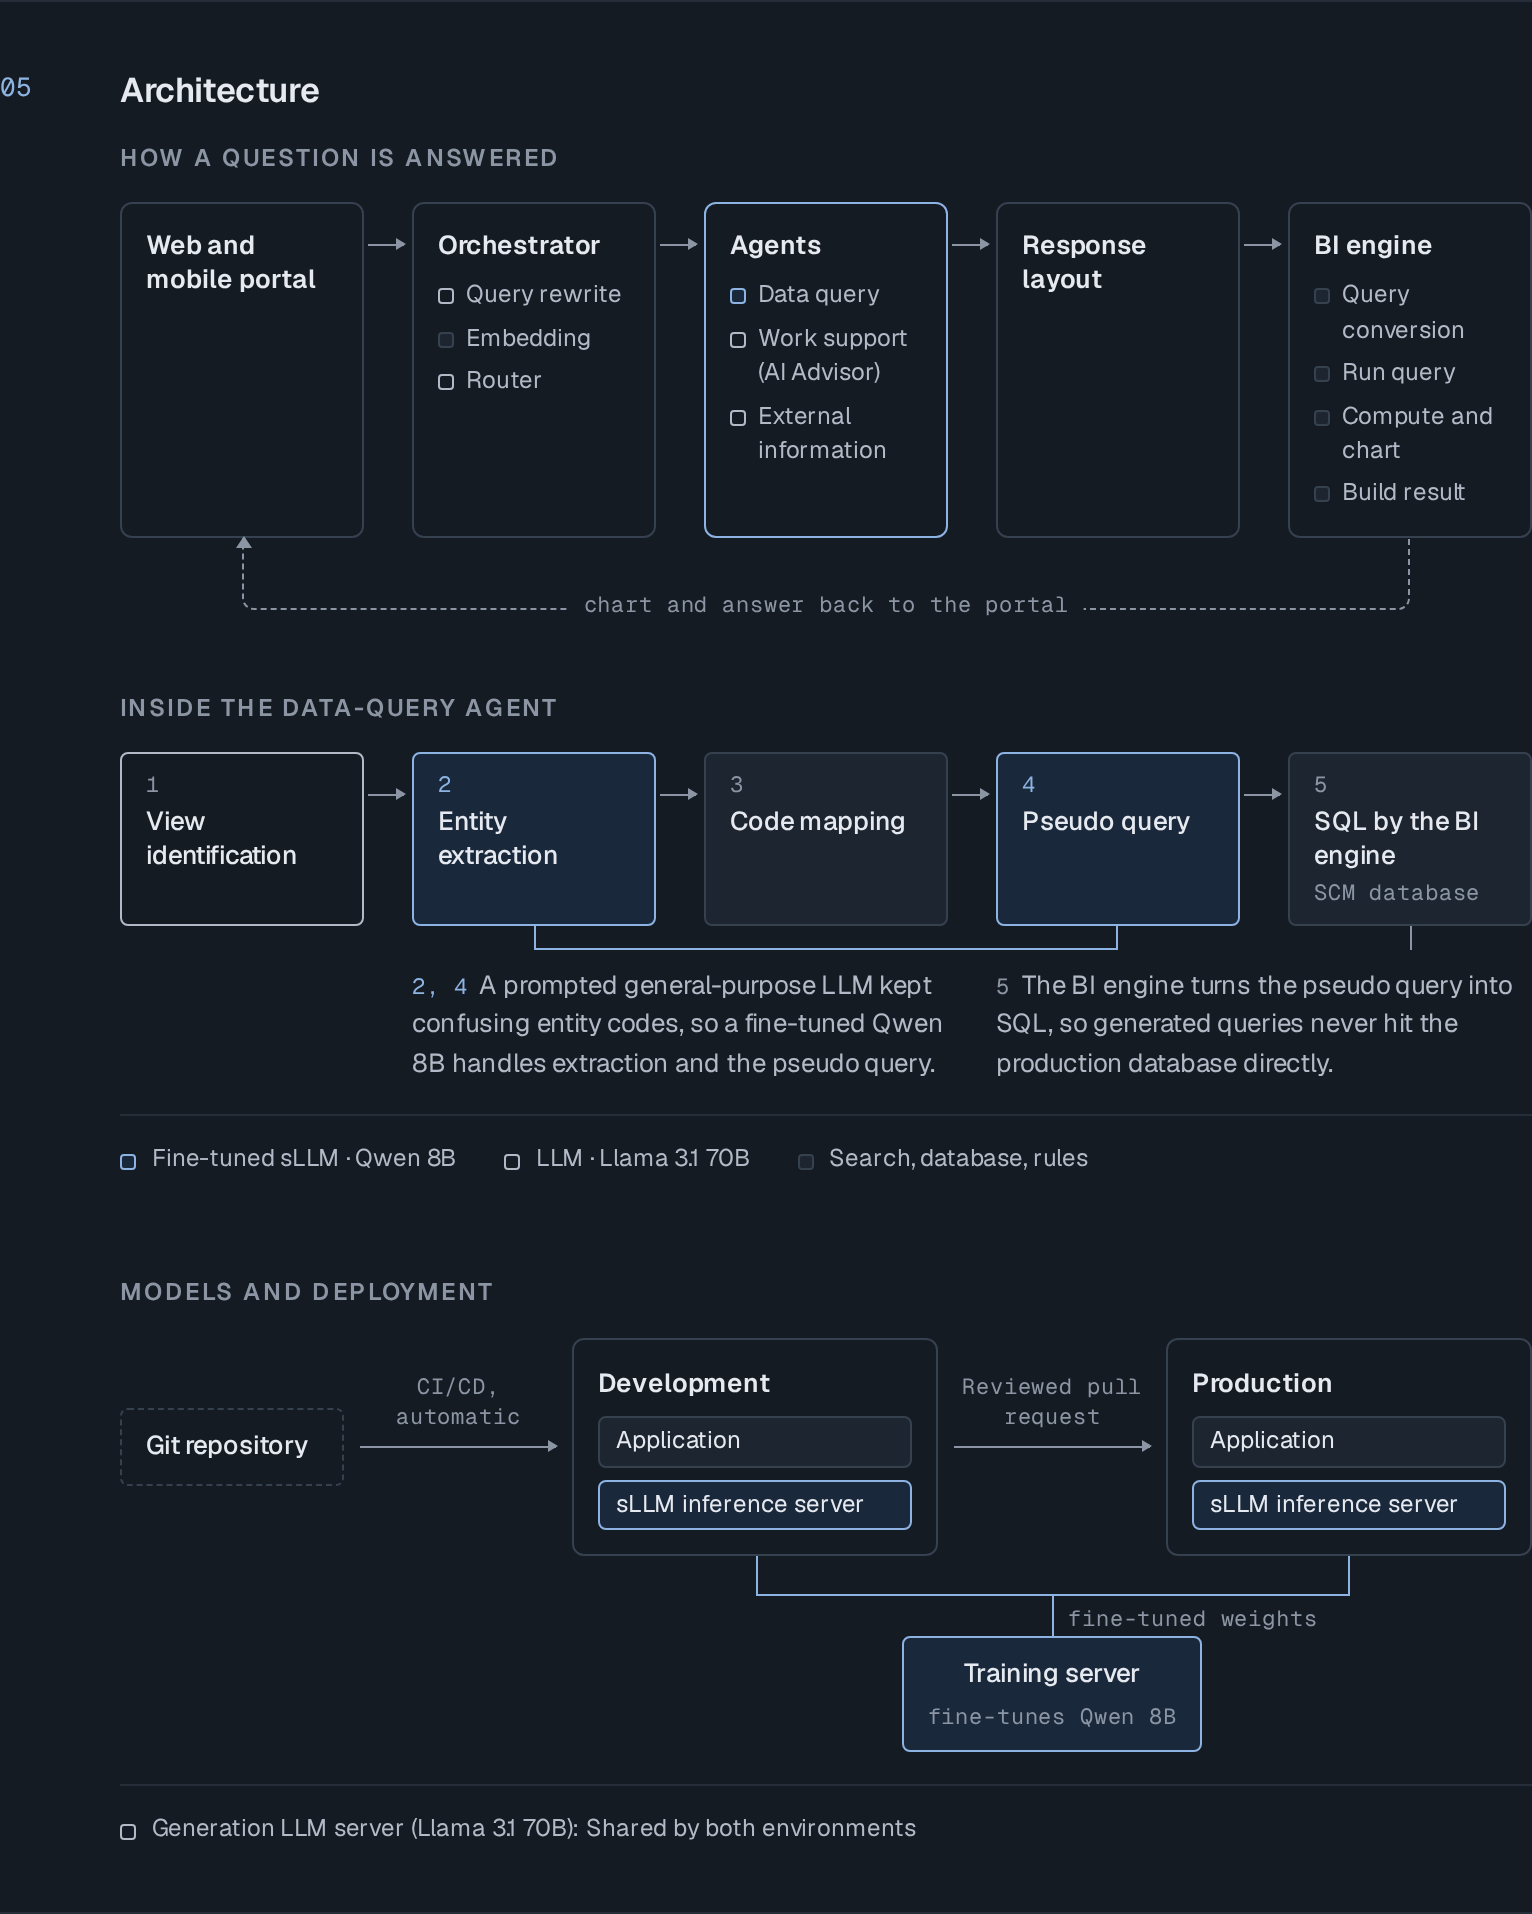 05
Architecture
HOW A QUESTION IS ANSWERED
Web and
mobile portal
Orchestrator
Query rewrite
Embedding
Router
Agents
Data query
Work support
(AI Advisor)
External
information
Response
layout
BI engine
Query
conversion
Run query
Compute and
chart
Build result
chart and answer back to the portal
INSIDE THE DATA-QUERY AGENT
1
View
identification
2
Entity
extraction
3
Code mapping
4
Pseudo query
5
SQL by the BI
engine
SCM database
2, 4 A prompted general-purpose LLM kept
confusing entity codes, so a fine-tuned Qwen
8B handles extraction and the pseudo query.
5 The BI engine turns the pseudo query into
SQL, so generated queries never hit the
production database directly.
Fine-tuned sLLM · Qwen 8B
LLM · Llama 3.1 70B
Search, database, rules
MODELS AND DEPLOYMENT
Git repository
CI/CD,
automatic
Development
Application
sLLM inference server
Reviewed pull
request
Production
Application
sLLM inference server
fine-tuned weights
Training server
fine-tunes Qwen 8B
Generation LLM server (Llama 3.1 70B): Shared by both environments